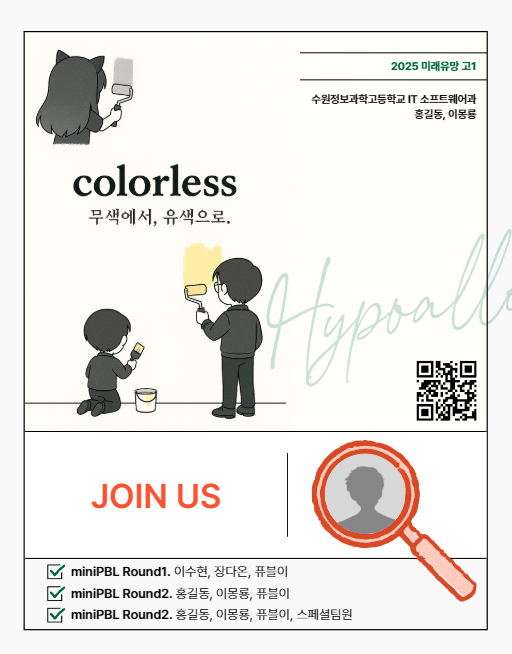 2025 미래유망 고1
수원정보과학고등학교 IT 소프트웨어과
홍길동, 이몽룡
colorless
무색에서, 유색으로.
Hypoalle
JOIN US
miniPBL Round1. 이수현, 장다온, 퓨블이
miniPBL Round2. 홍길동, 이몽룡, 퓨블이
miniPBL Round2. 홍길동, 이몽룡, 퓨블이, 스페셜팀원